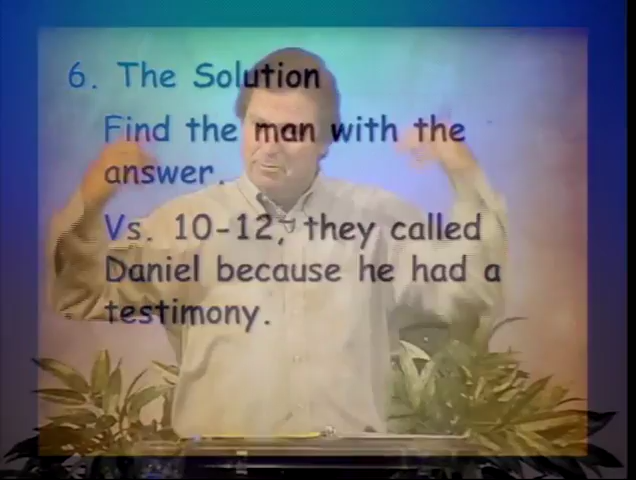 6. The Solution
Find the man with the
answer.
Vs. 10-12, they called
Daniel because he had a
testimony.